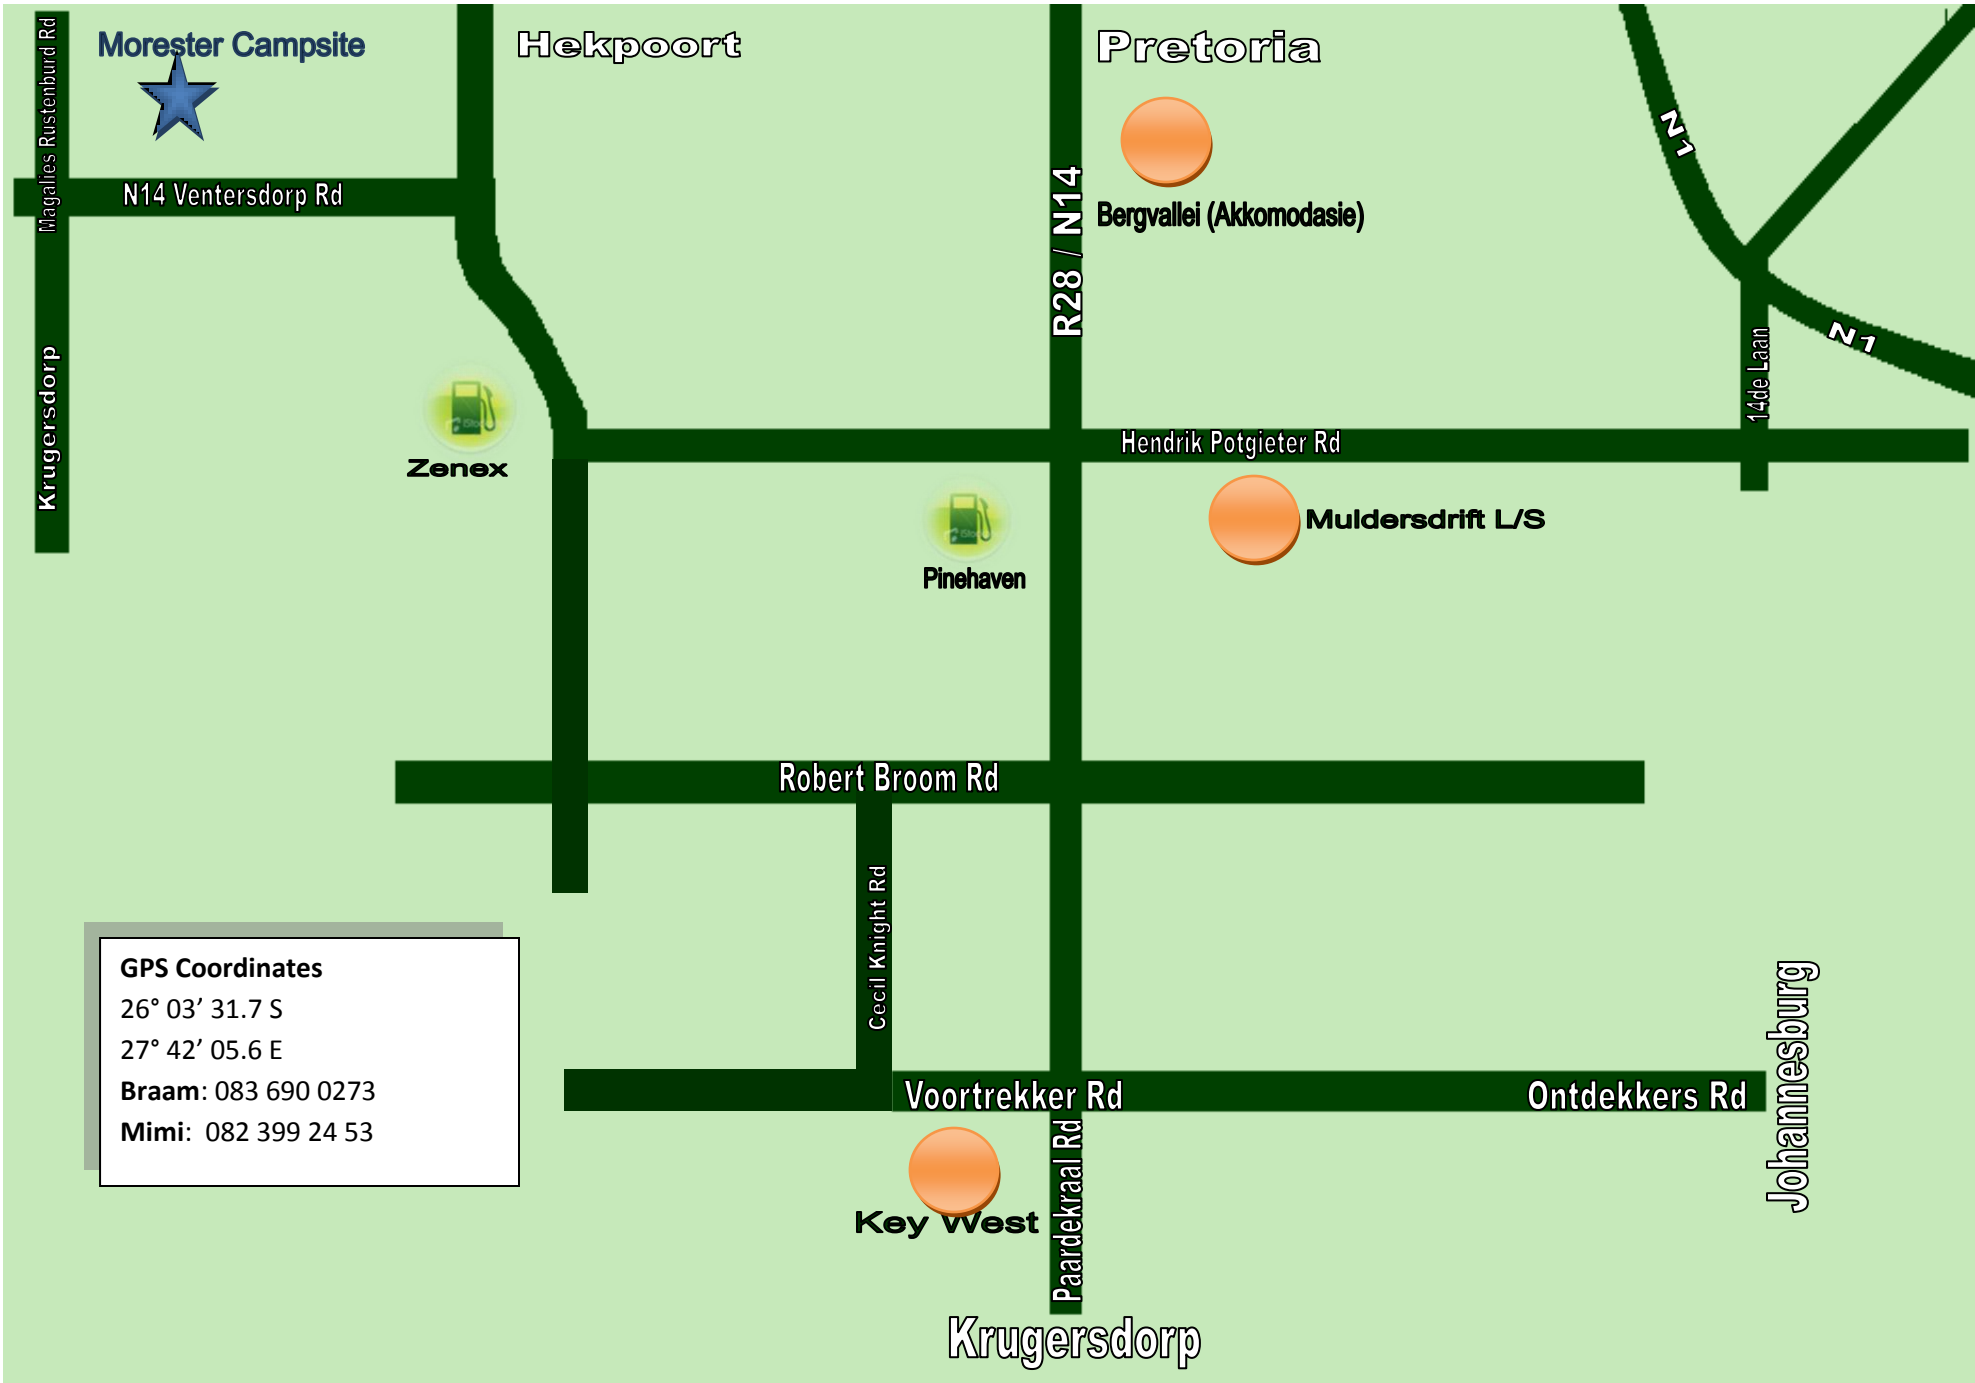 Morester Campsite
Hekpoort
Pretoria
Magalies Rustenburd Rd
N14 Ventersdorp Rd
N1
Bergvallei (Akkomodasie)
R28 / N14
N1
14de Laan
Krugersdorp
Zenex
Hendrik Potgieter Rd
Pinehaven
Muldersdrift L/S
Robert Broom Rd
Cecil Knight Rd
GPS Coordinates
26° 03’ 31.7 S
27° 42’ 05.6 E
Braam: 083 690 0273
Mimi:  082 399 24 53
Voortrekker Rd
Ontdekkers Rd
Johannesburg
Key West
Paardekraal Rd
Krugersdorp